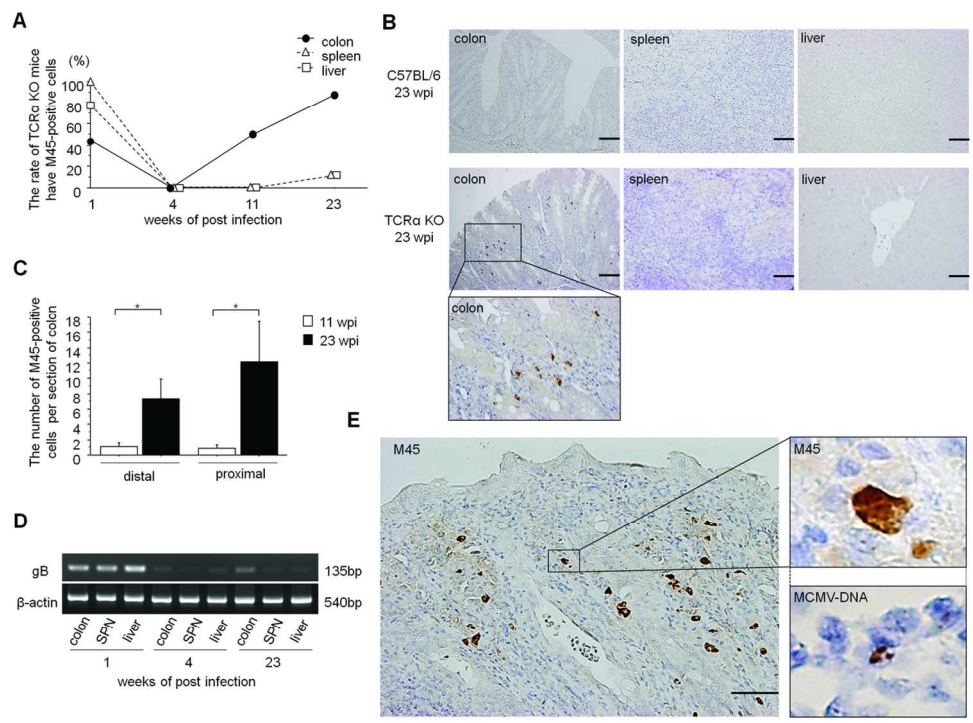 A
The rate of TCRα KO mice
have M45-positive cells
(%)
100
80
60
40
20
0
1
4
11
23
weeks of post infection
colon
spleen
liver
B
C57BL/6
23 wpi
colon
spleen
liver
TCRα KO
23 wpi
colon
spleen
liver
colon
C
The number of M45-positive
cells per section of colon
18
16
14
12
10
8
6
4
2
0
*
*
distal
proximal
11 wpi
23 wpi
D
gB
135bp
β-actin
540bp
colon SPN liver colon SPN liver colon SPN liver
1 4 23
weeks of post infection
E
M45
M45
MCMV-DNA